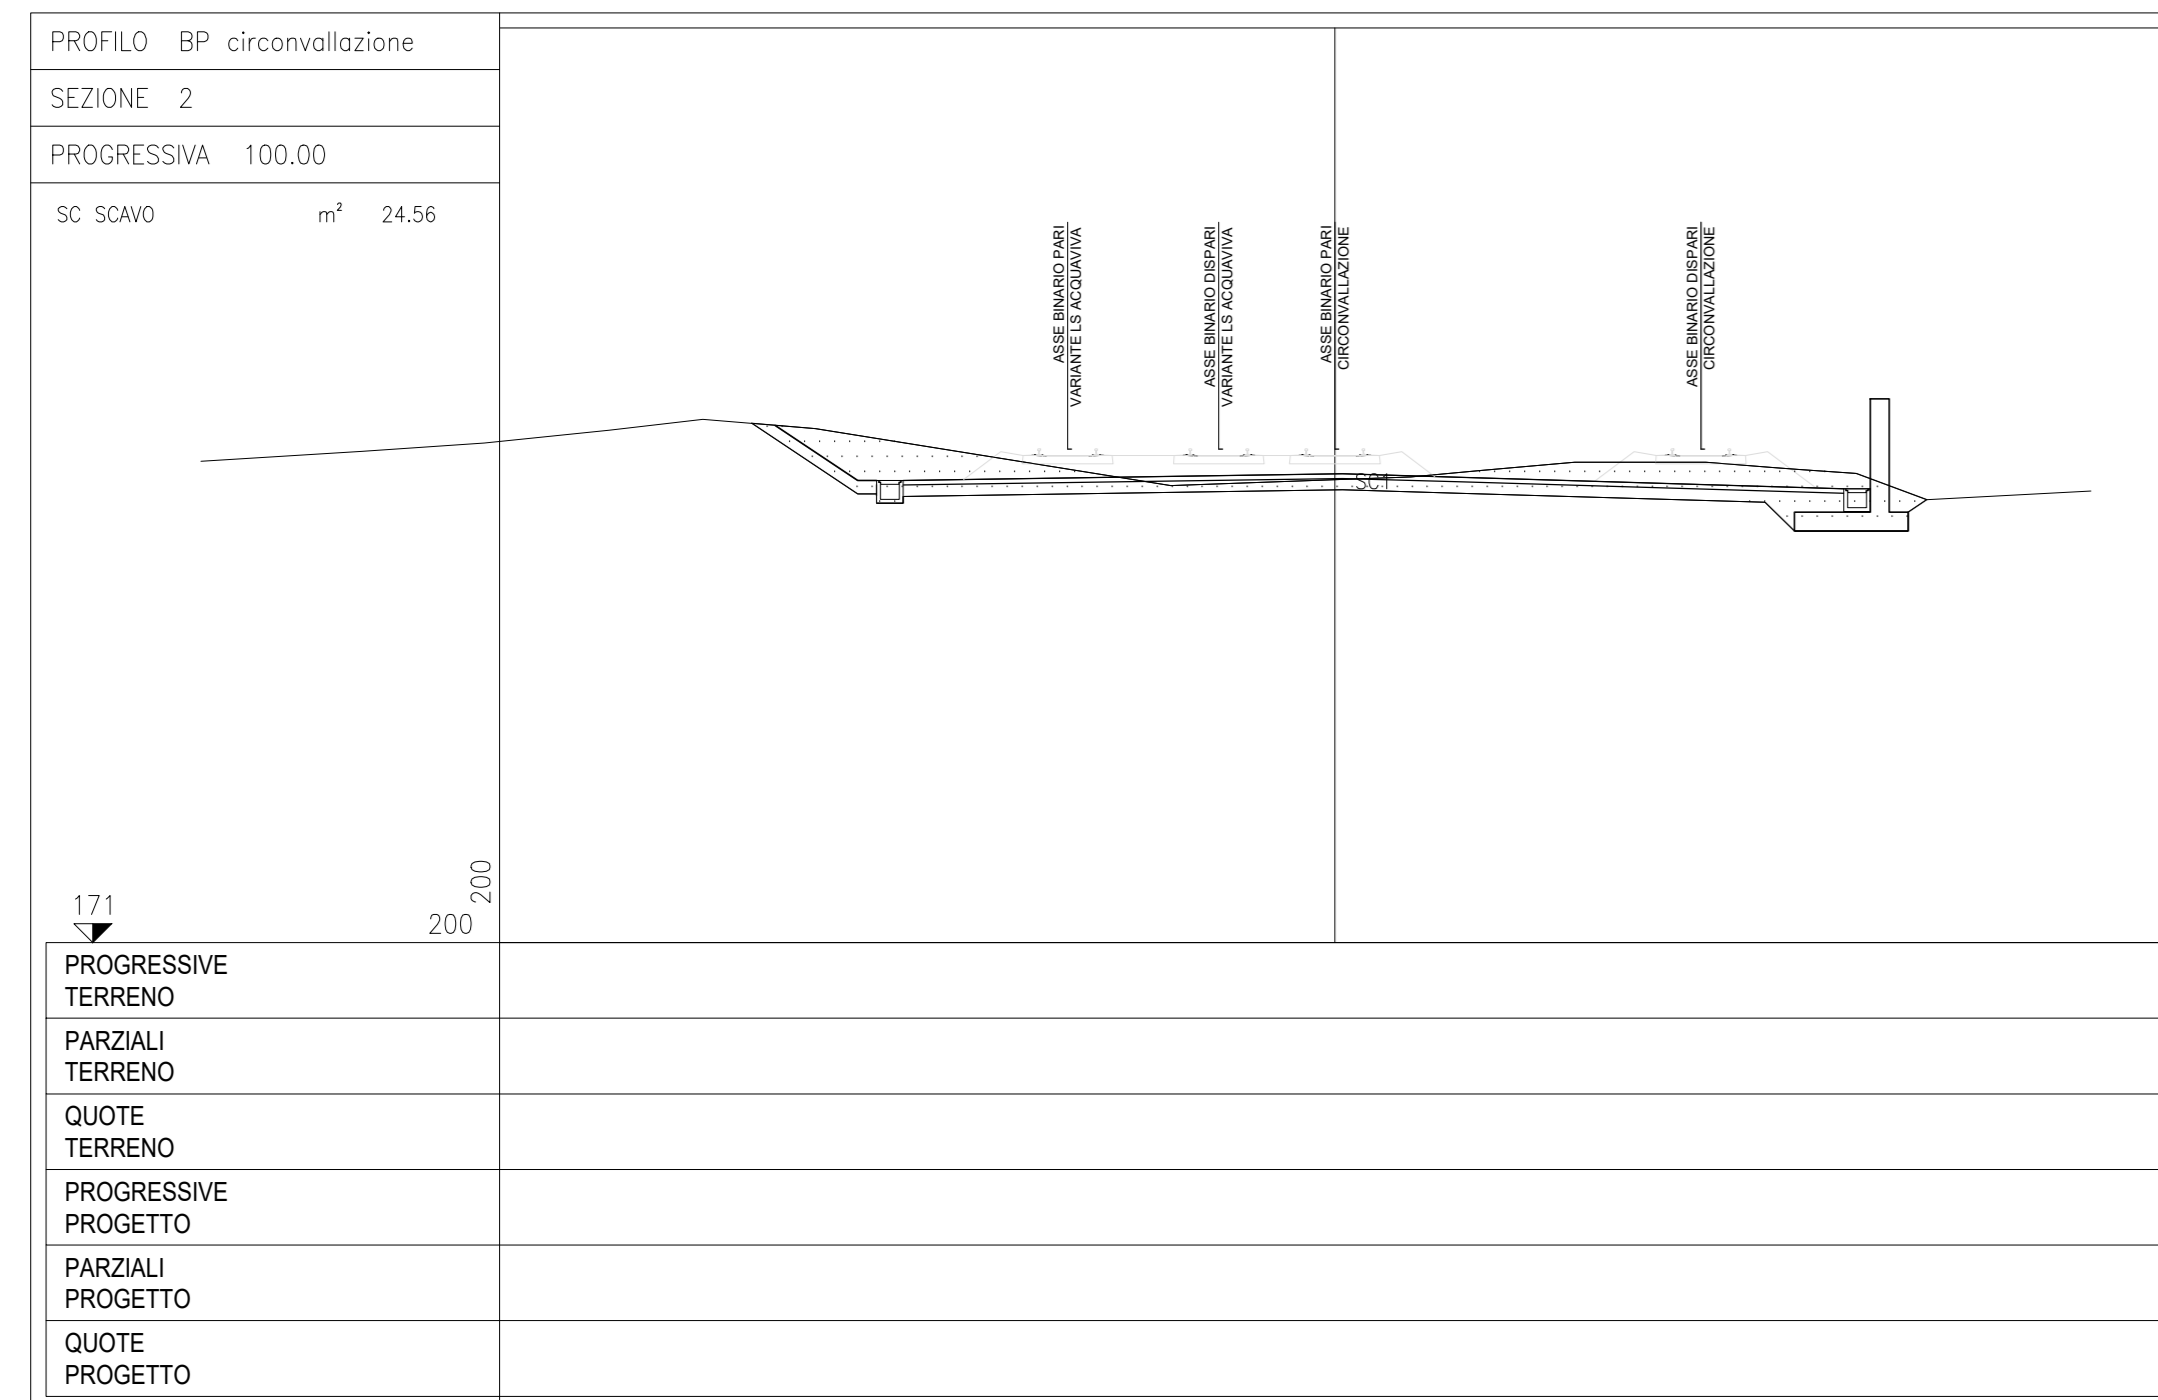 PROFILO BP circonvallazione
SEZIONE 2
PROGRESSIVA 100.00
SC SCAVO m² 24.56
ASSE BINARIO PARI
VARIANTE LS ACQUAVIVA
ASSE BINARIO DISPARI
VARIANTE LS ACQUAVIVA
ASSE BINARIO PARI
CIRCONVALLAZIONE
ASSE BINARIO DISPARI
CIRCONVALLAZIONE
SC1
200
171
200
PROGRESSIVE
TERRENO
PARZIALI
TERRENO
QUOTE
TERRENO
PROGRESSIVE
PROGETTO
PARZIALI
PROGETTO
QUOTE
PROGETTO